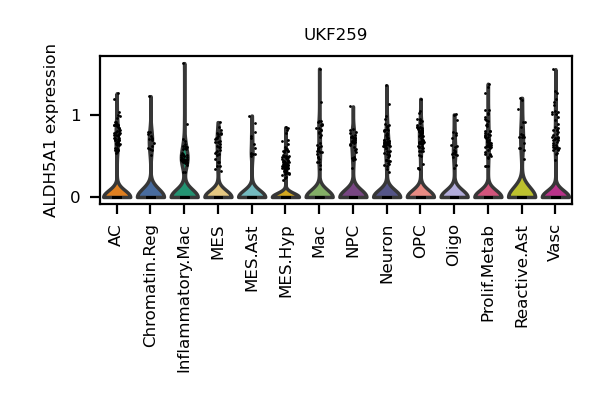 UKF259
ALDH5A1 expression
1
0
AC
Chromatin.Reg
Inflammatory.Mac
MES
MES.Ast
MES.Hyp
Mac
NPC
Neuron
OPC
Oligo
Prolif.Metab
Reactive.Ast
Vasc